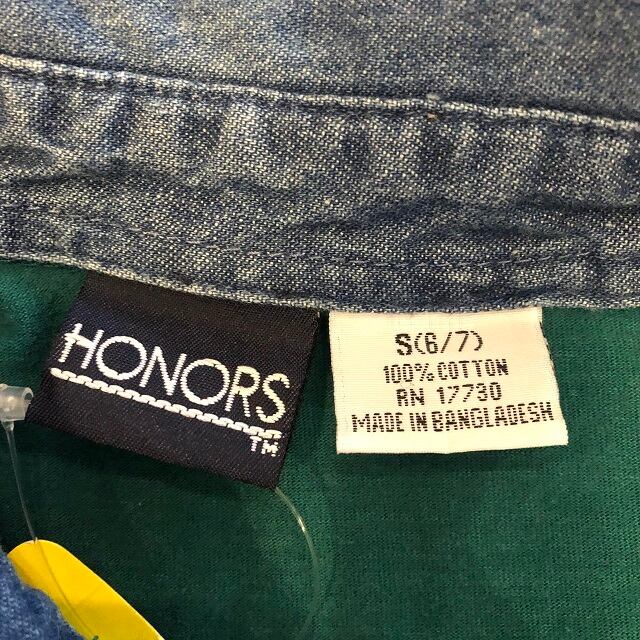 HONORS
TM
S(6/7)
100% COTTON
RN 17730
MADE IN BANGLADESH